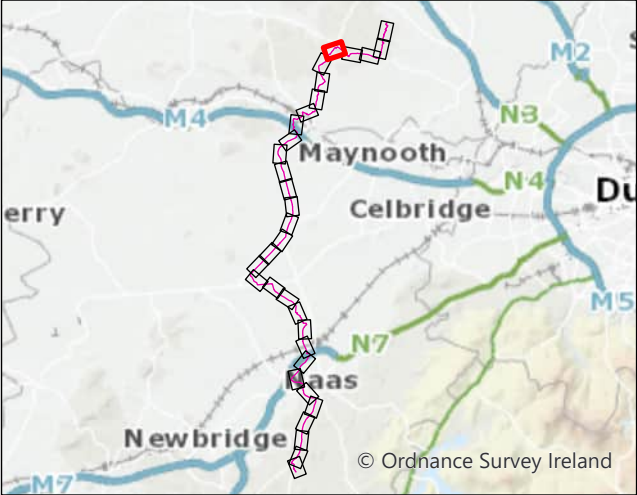 M2
N3
M4
Maynooth
N4
Du
Celbridge
erry
M5
N7
Naas
Newbridge
© Ordnance Survey Ireland
M7